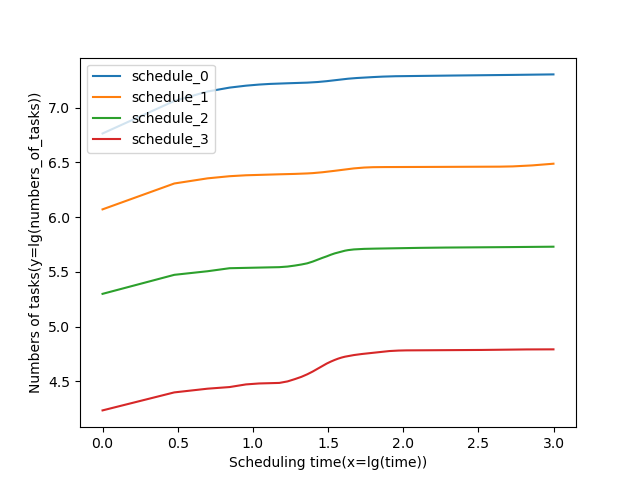 schedule_0
schedule_1
schedule_2
schedule_3
7.0
6.5
6.0
5.5
5.0
4.5
Numbers of tasks(y=lg(numbers_of_tasks))
0.0 0.5 1.0 1.5 2.0 2.5 3.0
Scheduling time(x=lg(time))